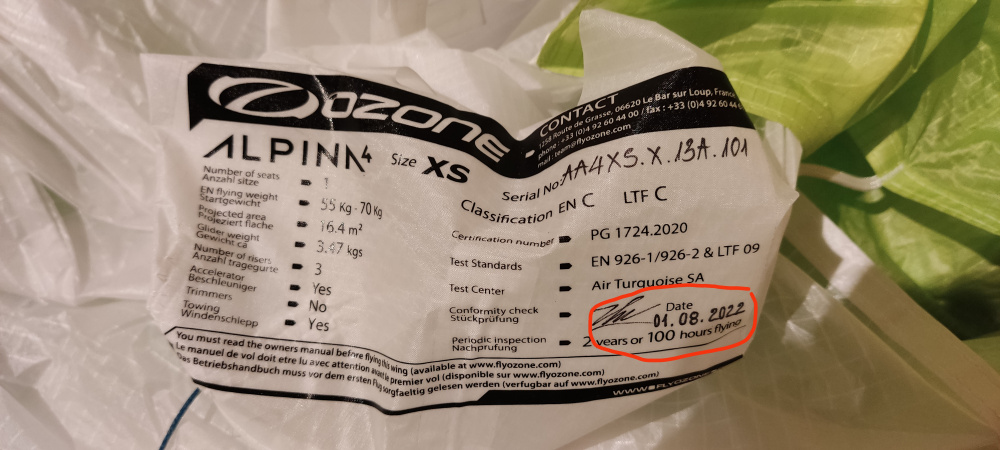 OZONE
CONTACT
1258 Route de Grasse, 06620 Le Bar sur Loup, France
phone : +33 (0)4 92 60 44 00 / fax : +33 (0)4 92 60 44
mail : team@flyozone.com
ALPINA4 Size XS
Serial No: AA4XS.X.13A.101
Classification EN C LTF C
Number of seats 1
Anzahl sitze
EN flying weight 55 Kg - 70 Kg
Startgewicht
Projected area 16.4 m²
Projeziert flache
Glider weight 3.47 kgs
Gewicht ca
Number of risers 3
Anzahl tragegurte
Accelerator Yes
Beschleuniger
Trimmers No
Towing Yes
Windenschlepp
Certification number PG 1724.2020
Test Standards EN 926-1/926-2 & LTF 09
Test Center Air Turquoise SA
Conformity check Date
Stückprüfung 01.08.2022
Periodic inspection 2 years or 100 hours flying
Nachprufung
You must read the owners manual before flying this wing (available at www.flyozone.com)
Le manuel de vol doit etre lu avec attention avant le premier vol (disponible sur www.flyozone.com)
Das Betriebshandbuch muss vor dem ersten Flug sorgfaeltig gelesen werden (verfugbar auf www.flyozone.com)
WWW.FLYOZONE